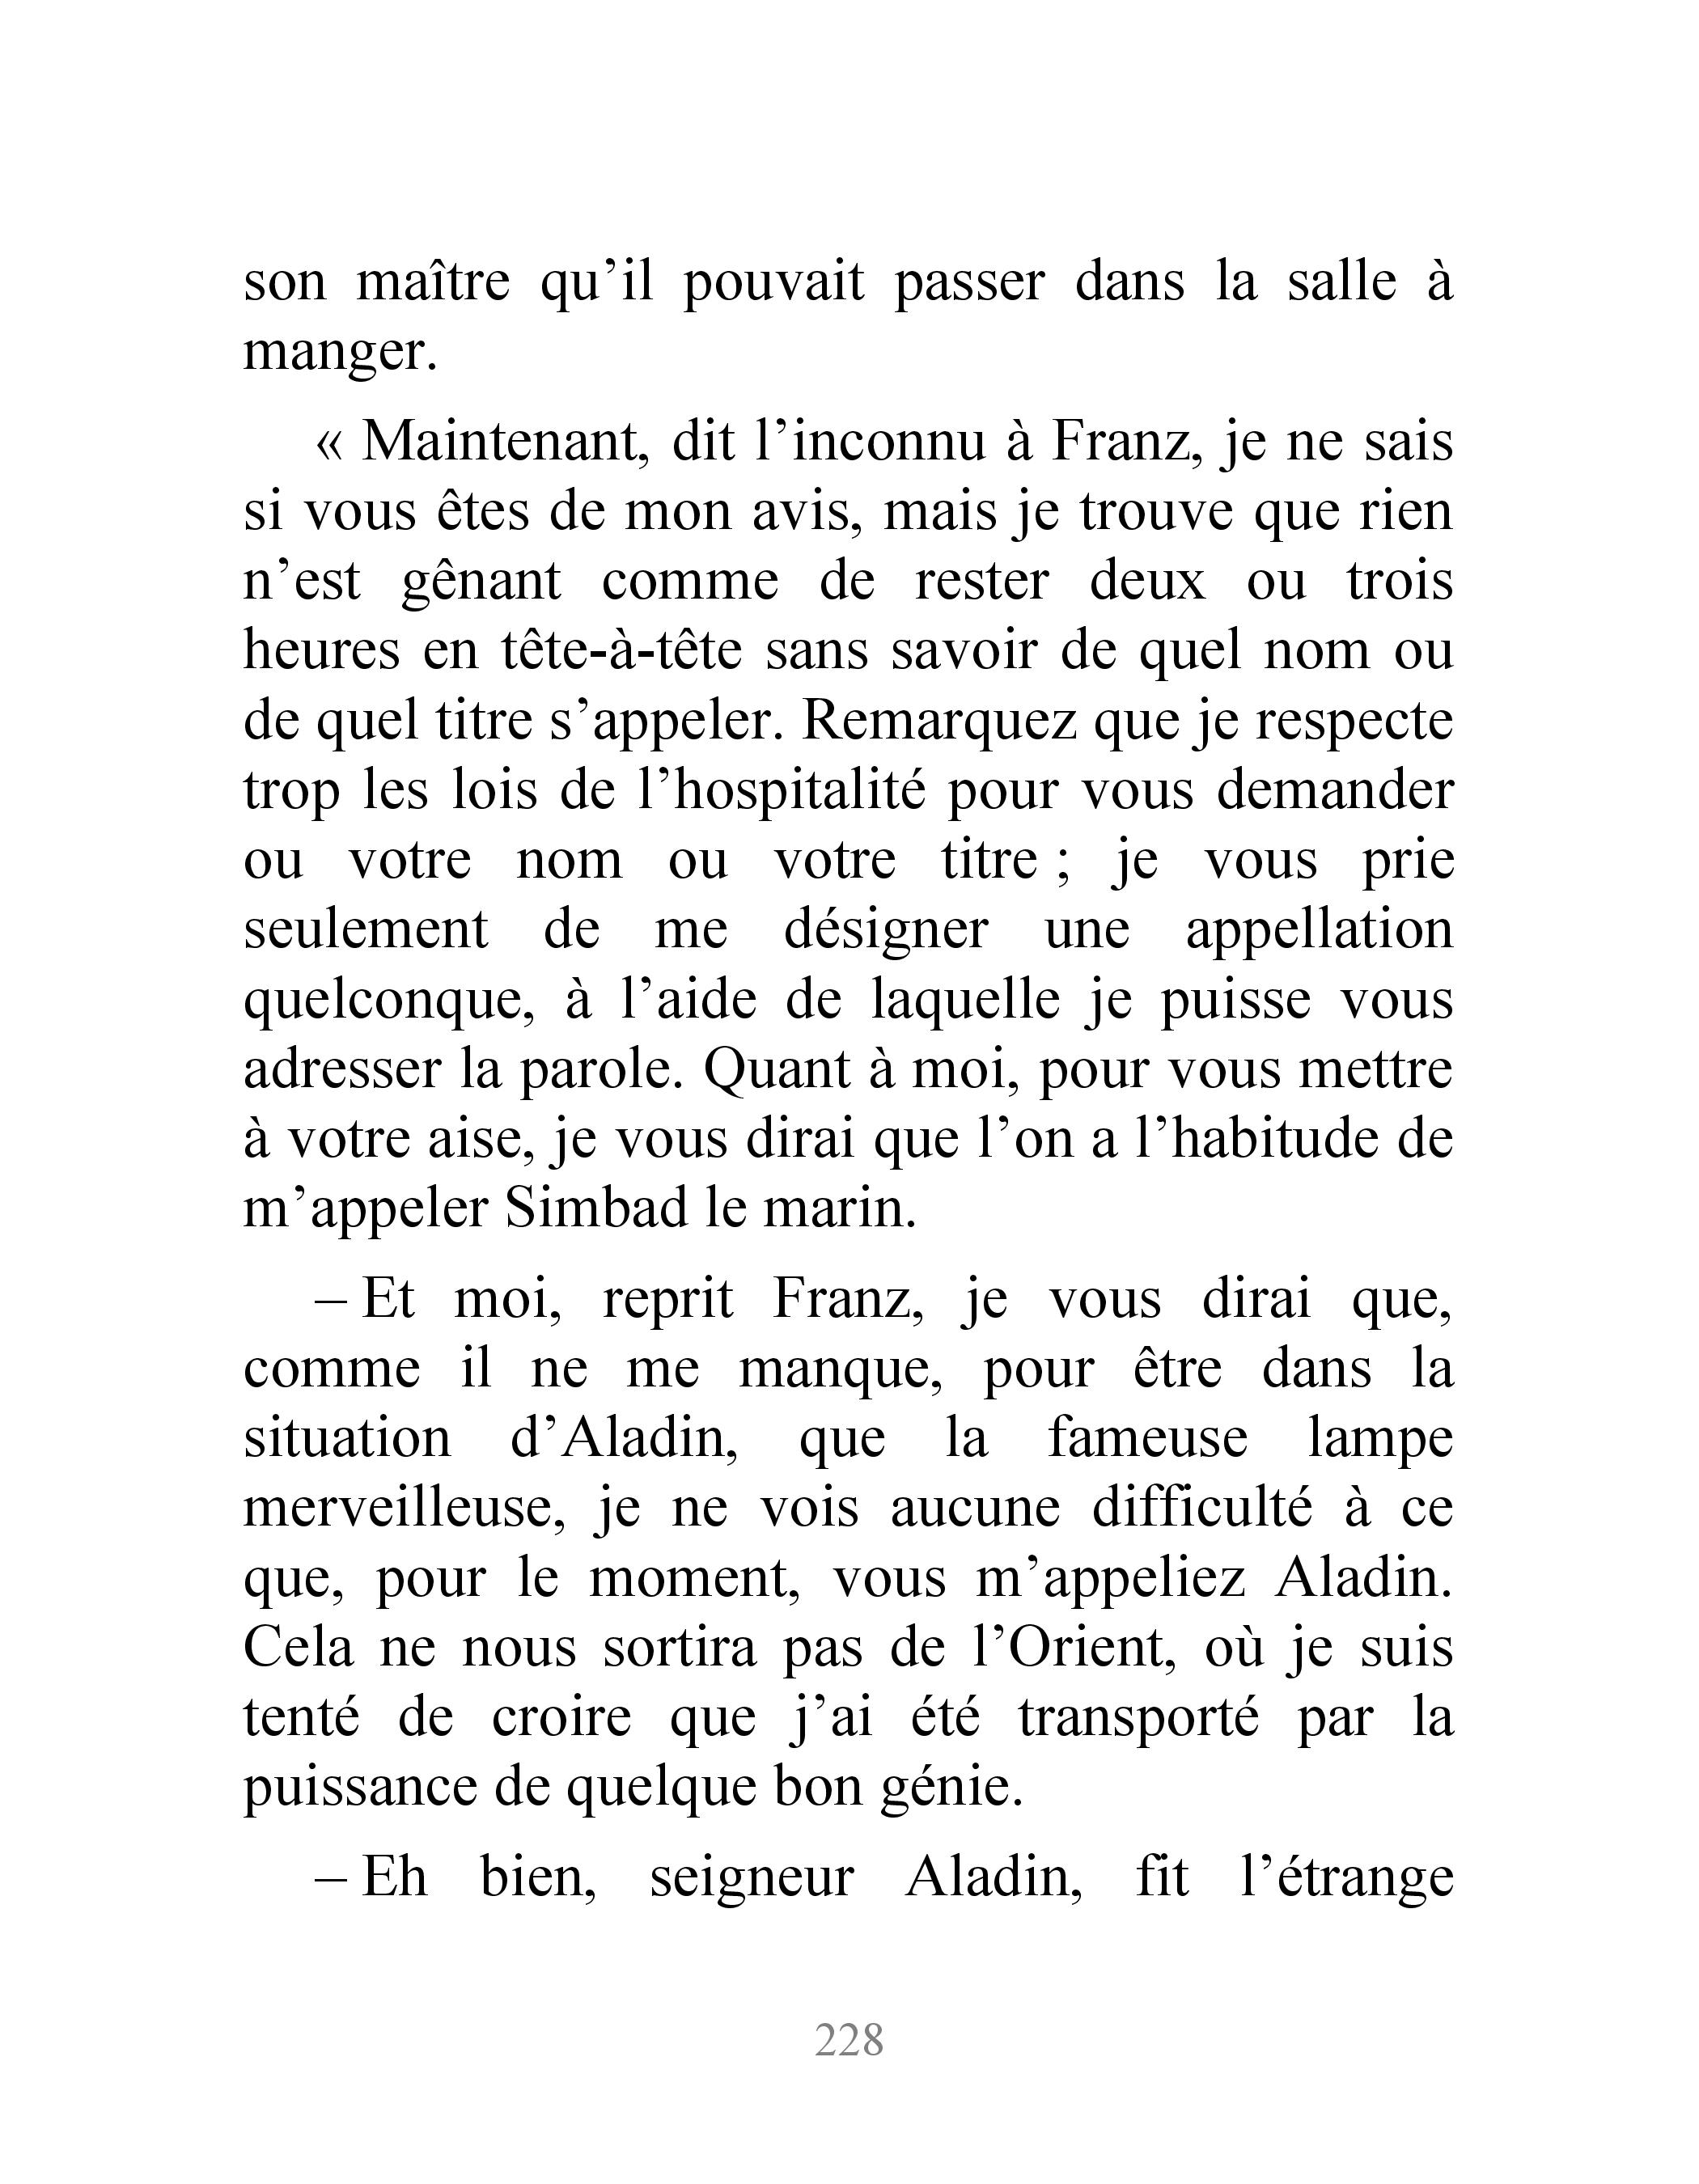 son maître qu’il pouvait passer dans la salle à
manger.
« Maintenant, dit l’inconnu à Franz, je ne sais
si vous êtes de mon avis, mais je trouve que rien
n’est gênant comme de rester deux ou trois
heures en tête-à-tête sans savoir de quel nom ou
de quel titre s’appeler. Remarquez que je respecte
trop les lois de l’hospitalité pour vous demander
ou votre nom ou votre titre ; je vous prie
seulement de me désigner une appellation
quelconque, à l’aide de laquelle je puisse vous
adresser la parole. Quant à moi, pour vous mettre
à votre aise, je vous dirai que l’on a l’habitude de
m’appeler Simbad le marin.
– Et moi, reprit Franz, je vous dirai que,
comme il ne me manque, pour être dans la
situation d’Aladin, que la fameuse lampe
merveilleuse, je ne vois aucune difficulté à ce
que, pour le moment, vous m’appeliez Aladin.
Cela ne nous sortira pas de l’Orient, où je suis
tenté de croire que j’ai été transporté par la
puissance de quelque bon génie.
– Eh bien, seigneur Aladin, fit l’étrange
228